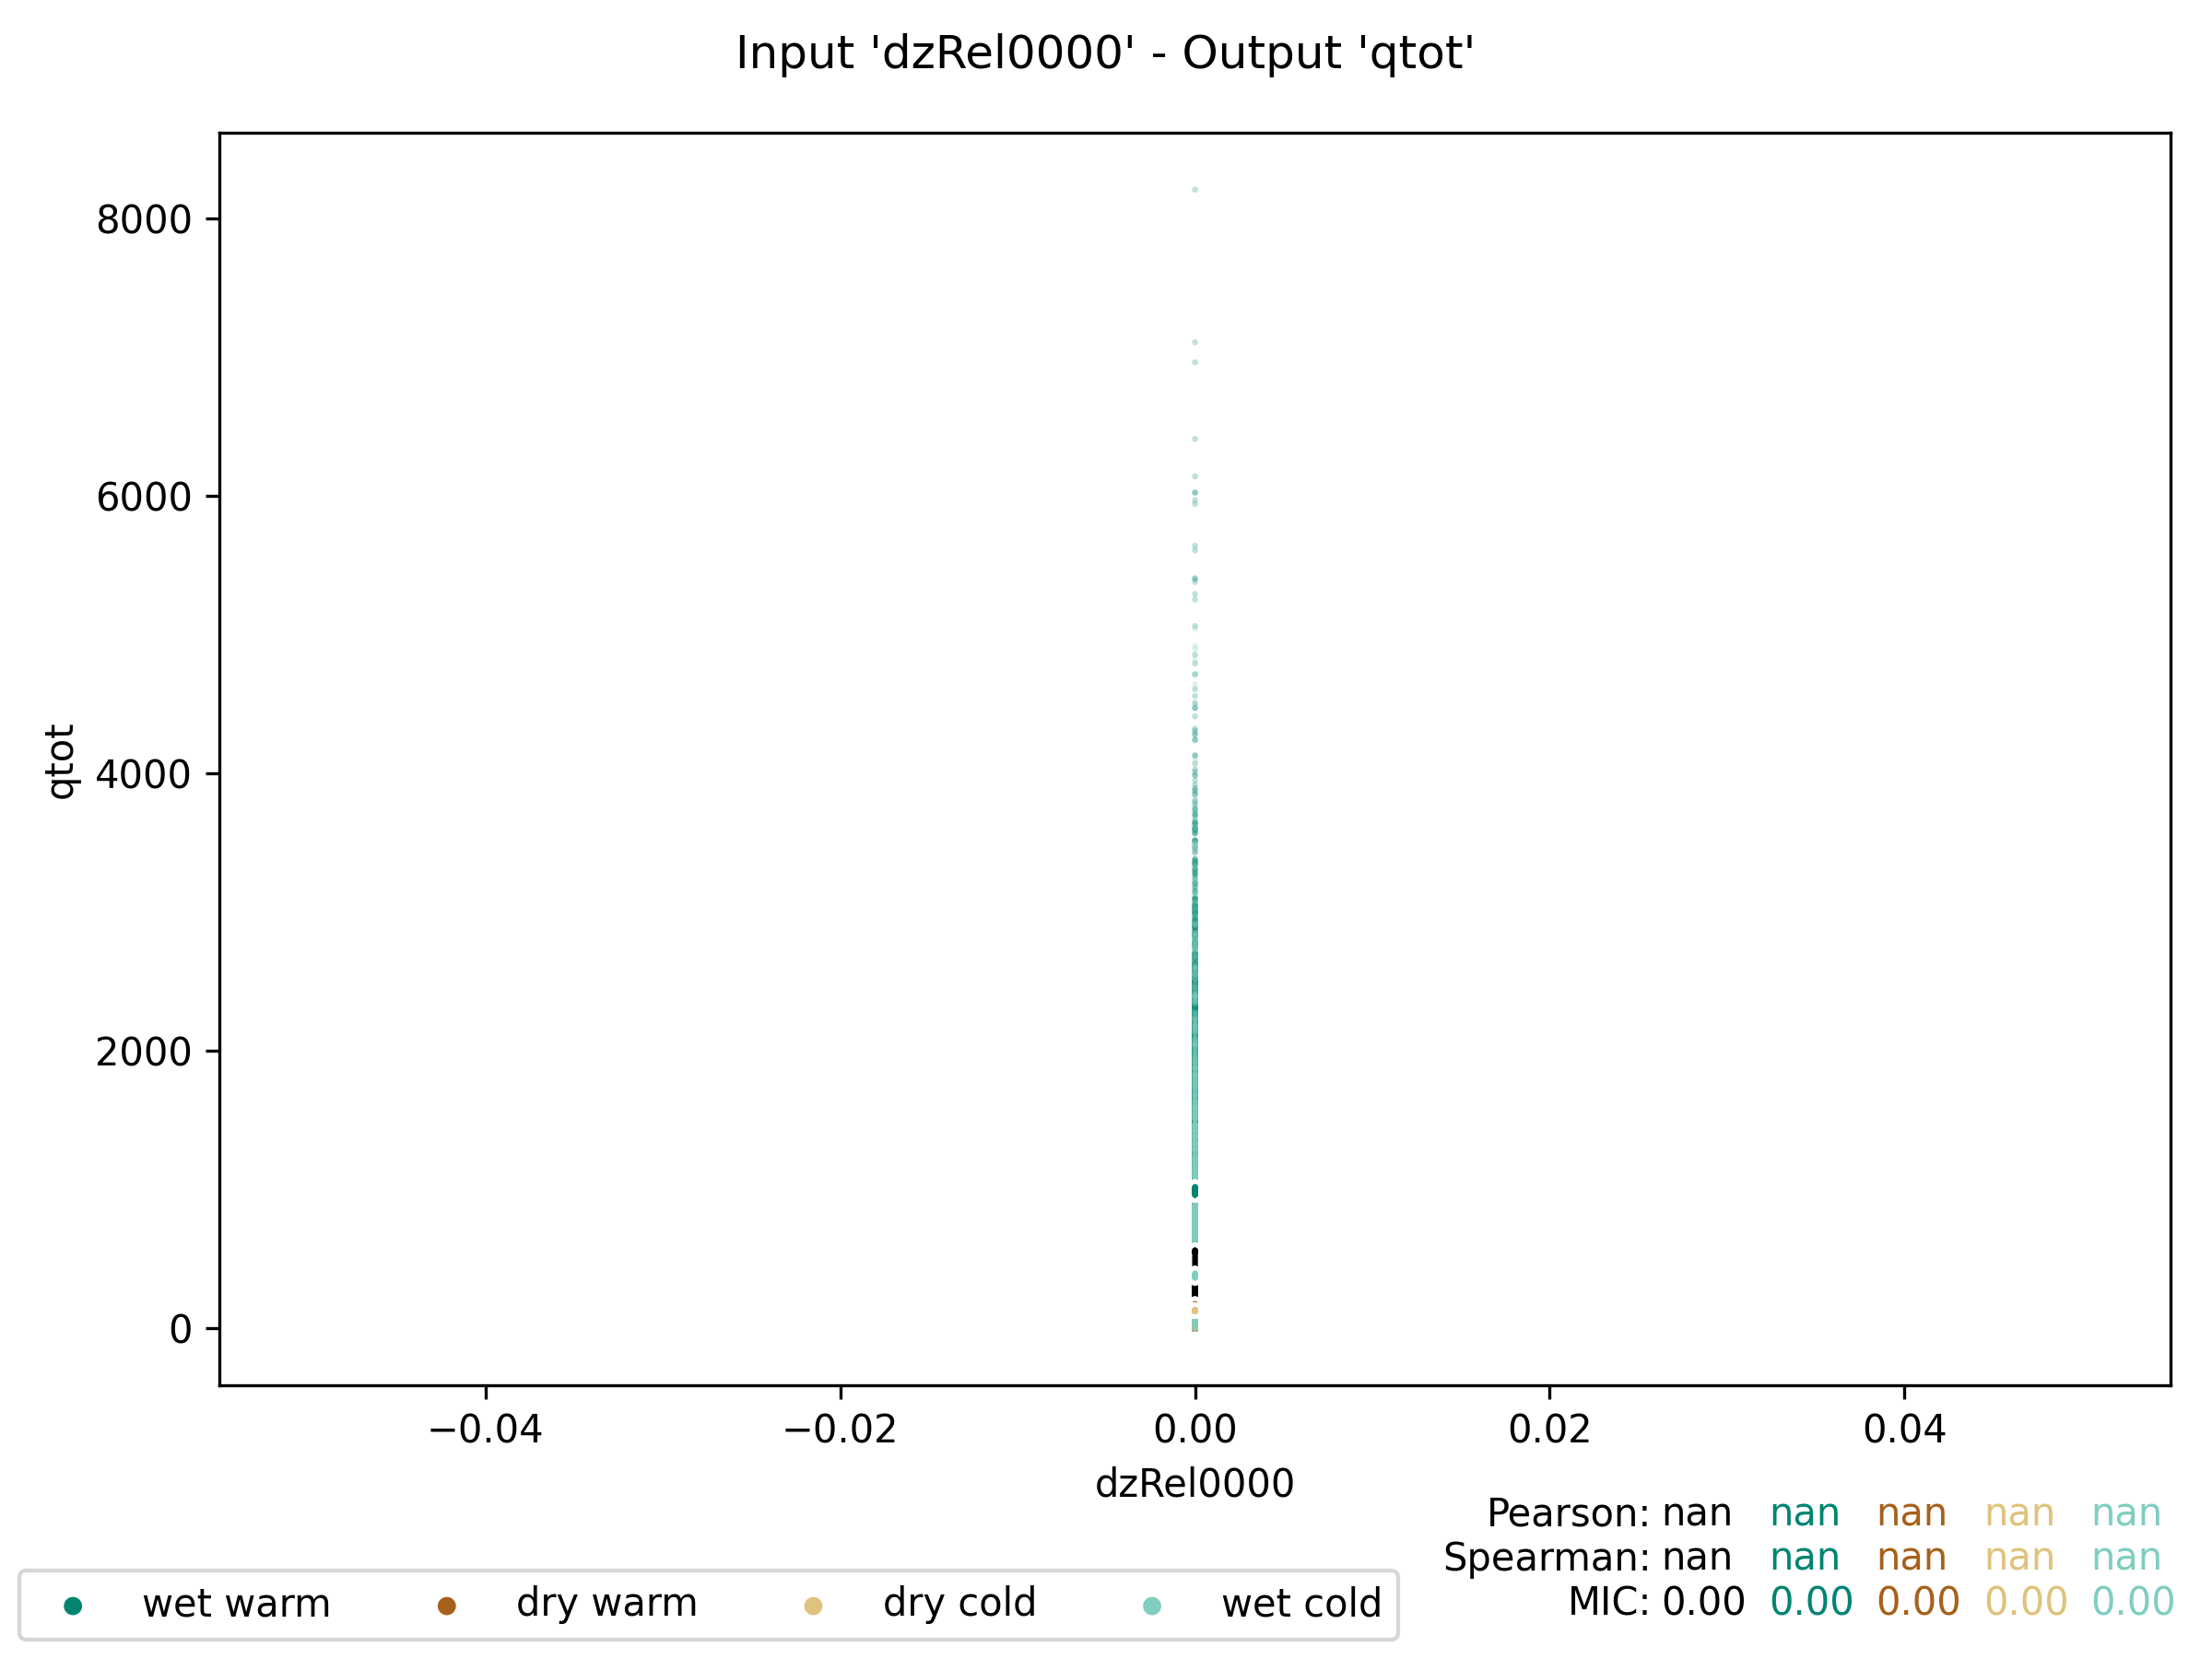 Input 'dzRel0000' - Output 'qtot'
8000
6000
4000
2000
0
qtot
−0.04 −0.02 0.00 0.02 0.04
dzRel0000
Pearson: nan nan nan nan nan
Spearman: nan nan nan nan nan
MIC: 0.00 0.00 0.00 0.00 0.00
wet warm dry warm dry cold wet cold